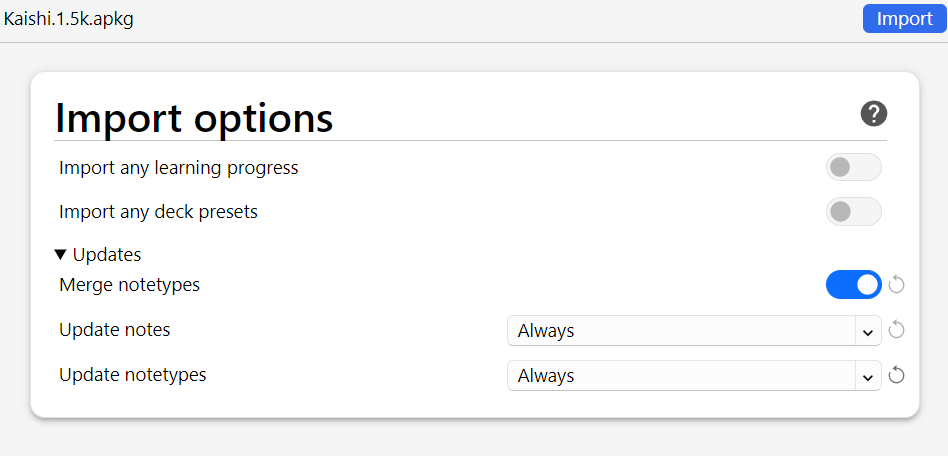 Kaishi.1.5k.apkg
Import
Import options
?
Import any learning progress
Import any deck presets
Updates
Merge notetypes
Update notes
Always
Update notetypes
Always